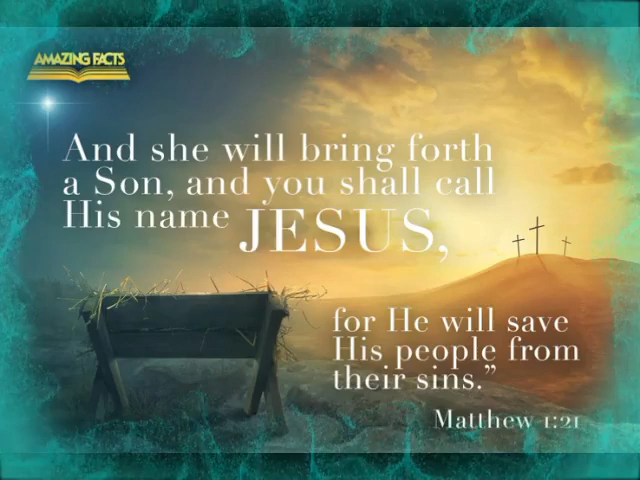 AMAZING FACTS
And she will bring forth
a Son, and you shall call
His name JESUS,
for He will save
His people from
their sins.”
Matthew 1:21